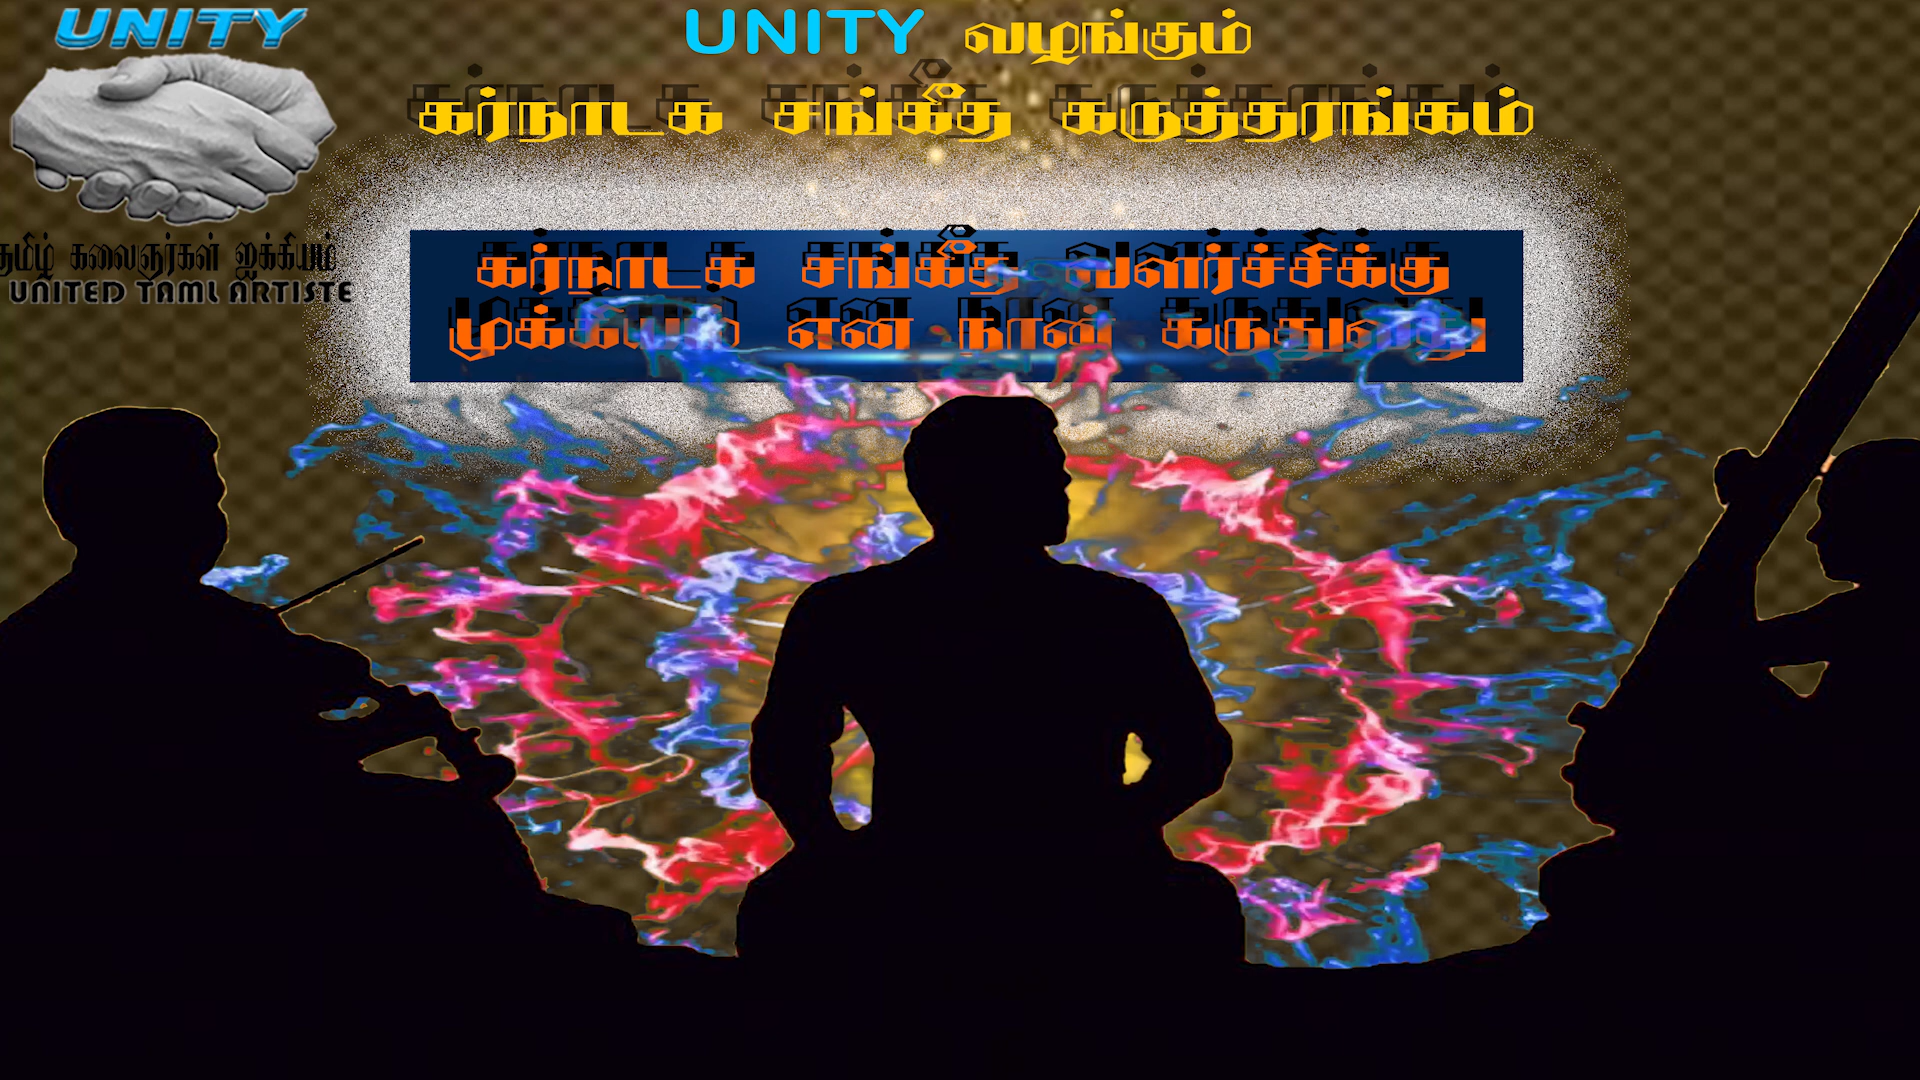 UNITY
தமிழ் கலைஞர்கள் ஐக்கியம்
UNITED TAML ARTISTE
UNITY வழங்கும்
கர்நாடக சங்கீத கருத்தரங்கம்
கர்நாடக சங்கீத வளர்ச்சிக்கு
முக்கியம் என நான் கருதுவது